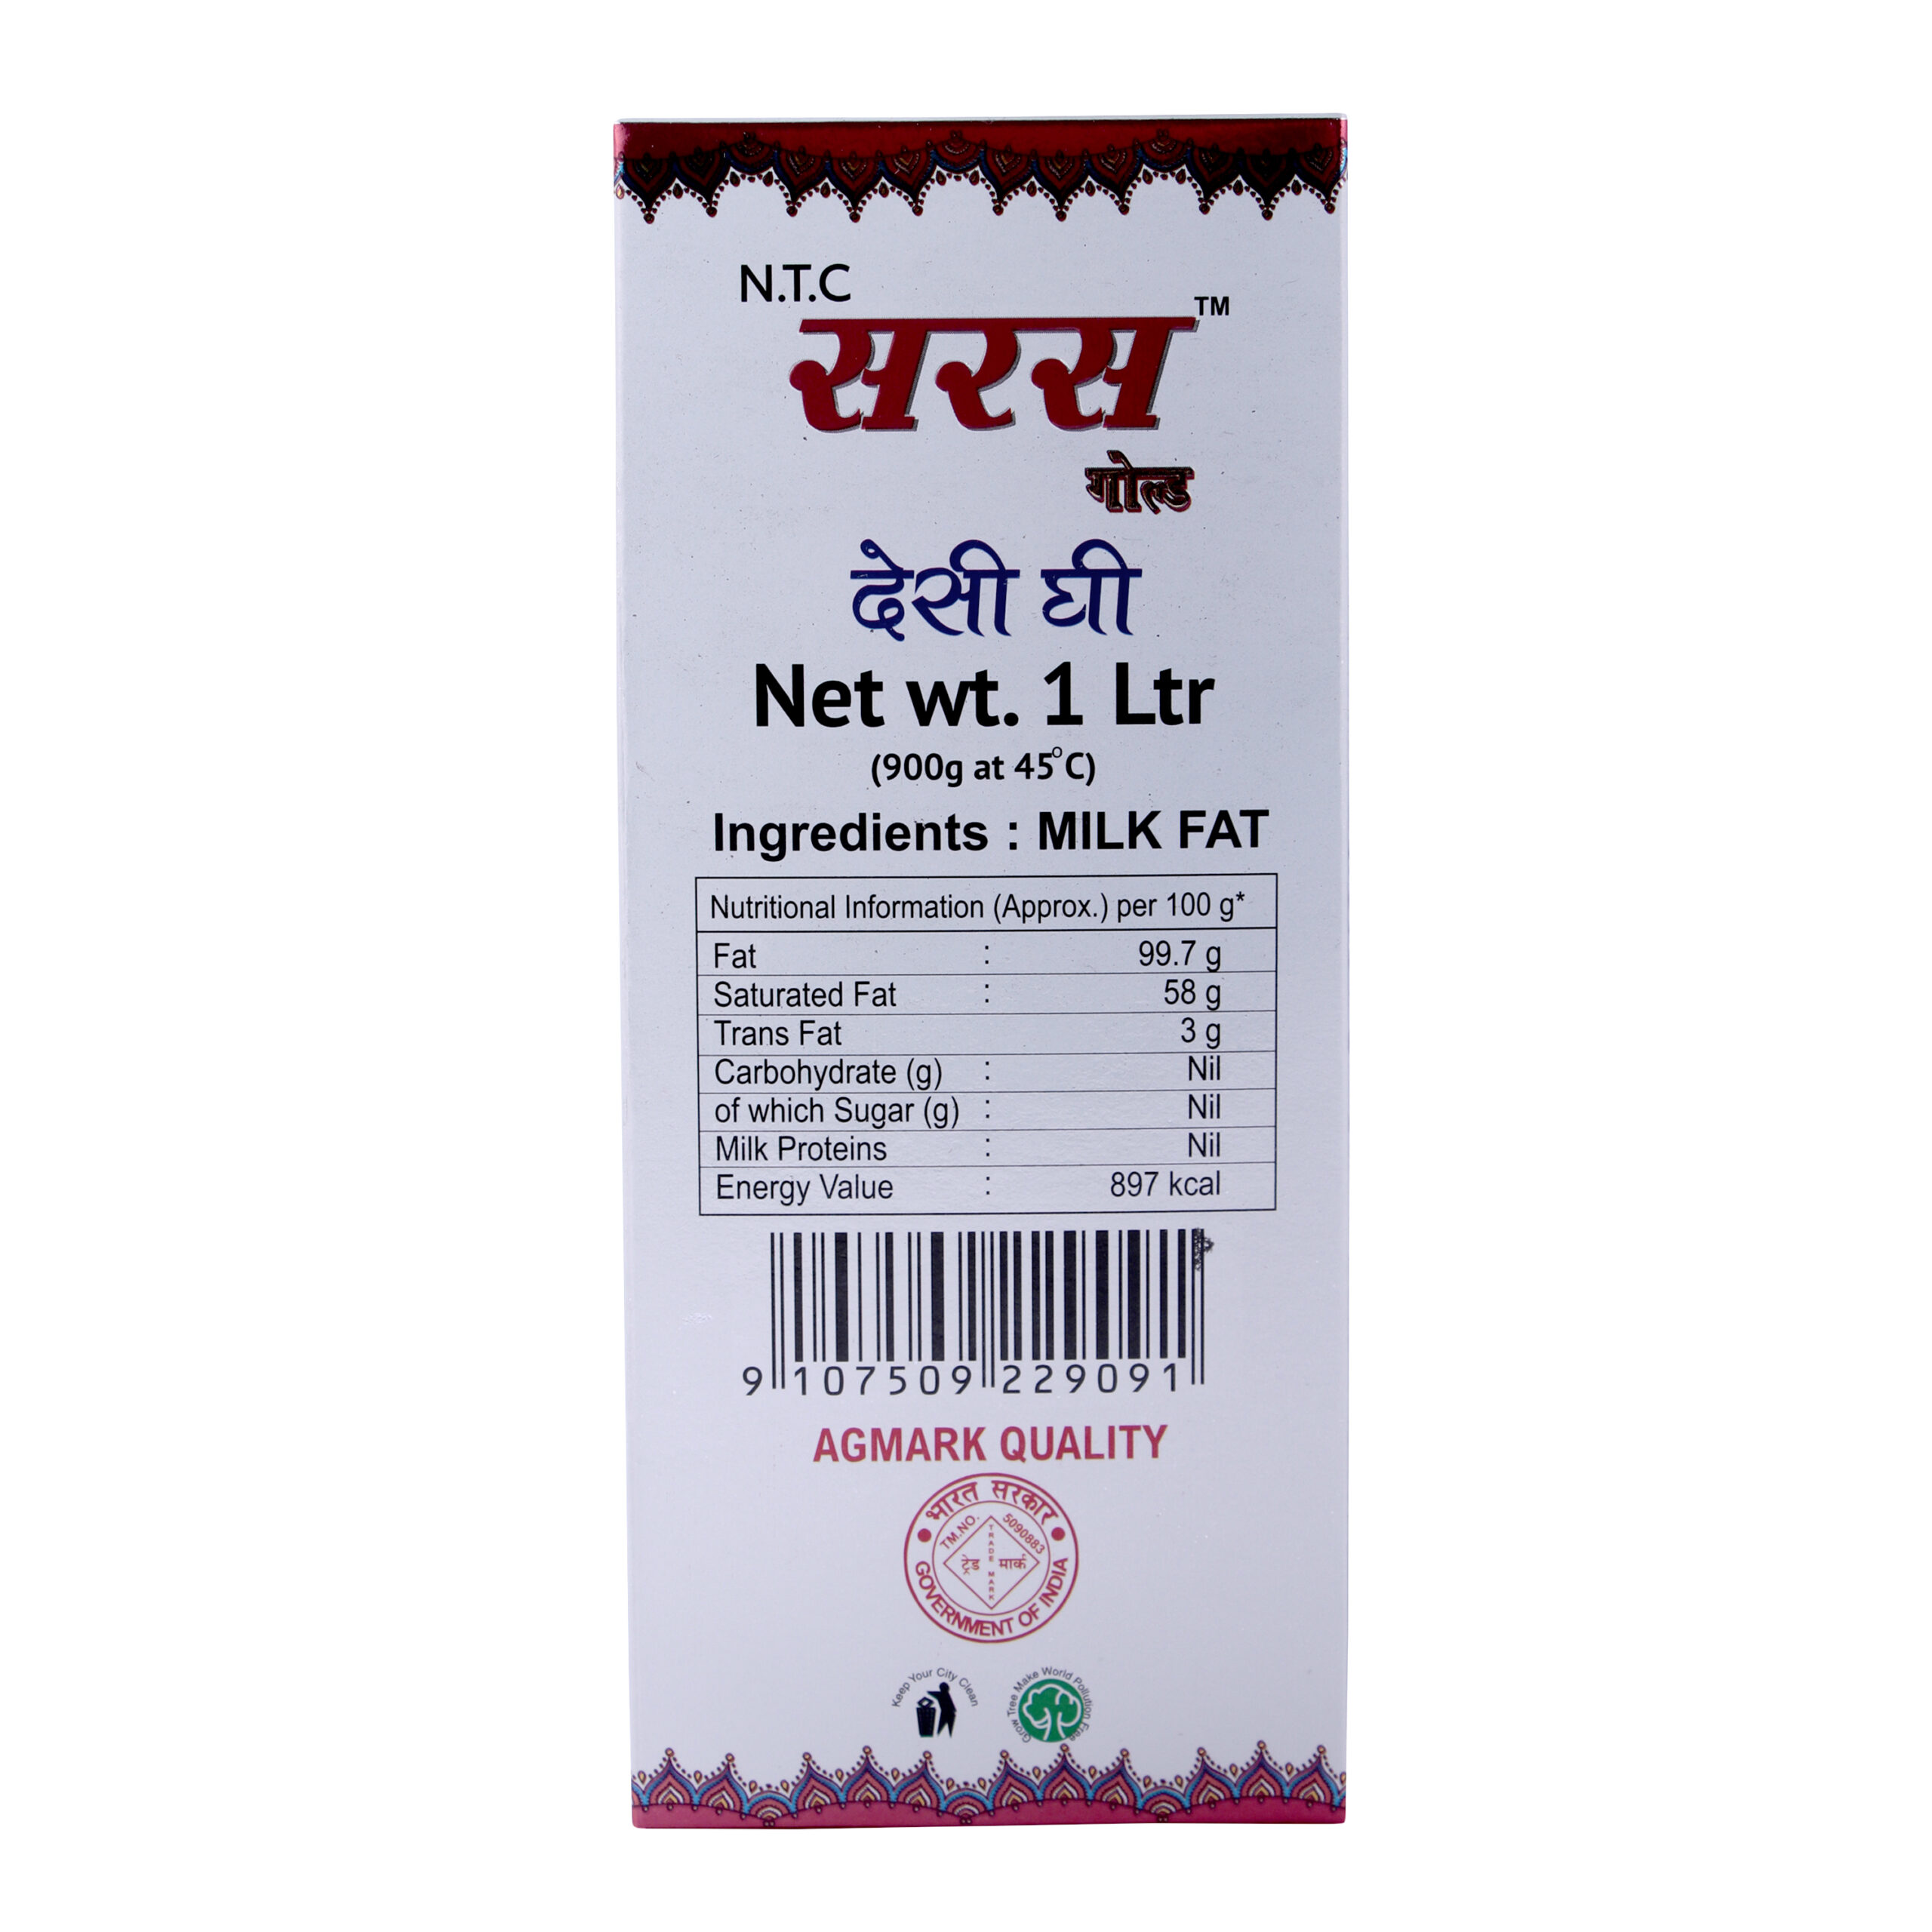 N.T.C
सरस TM
गोल्ड
देसी घी
Net wt. 1 Ltr
(900g at 45°C)
Ingredients : MILK FAT
Nutritional Information (Approx.) per 100 g*
Fat : 99.7 g
Saturated Fat : 58 g
Trans Fat 3 g
Carbohydrate (g) : Nil
of which Sugar (g) : Nil
Milk Proteins : Nil
Energy Value : 897 kcal
9 107509 229091
AGMARK QUALITY
भारत सरकार
TM.NO. 5090883
ट्रेड मार्क
TRADE MARK
GOVERNMENT OF INDIA
Keep Your City Clean
Grow Tree Make World Pollution Free